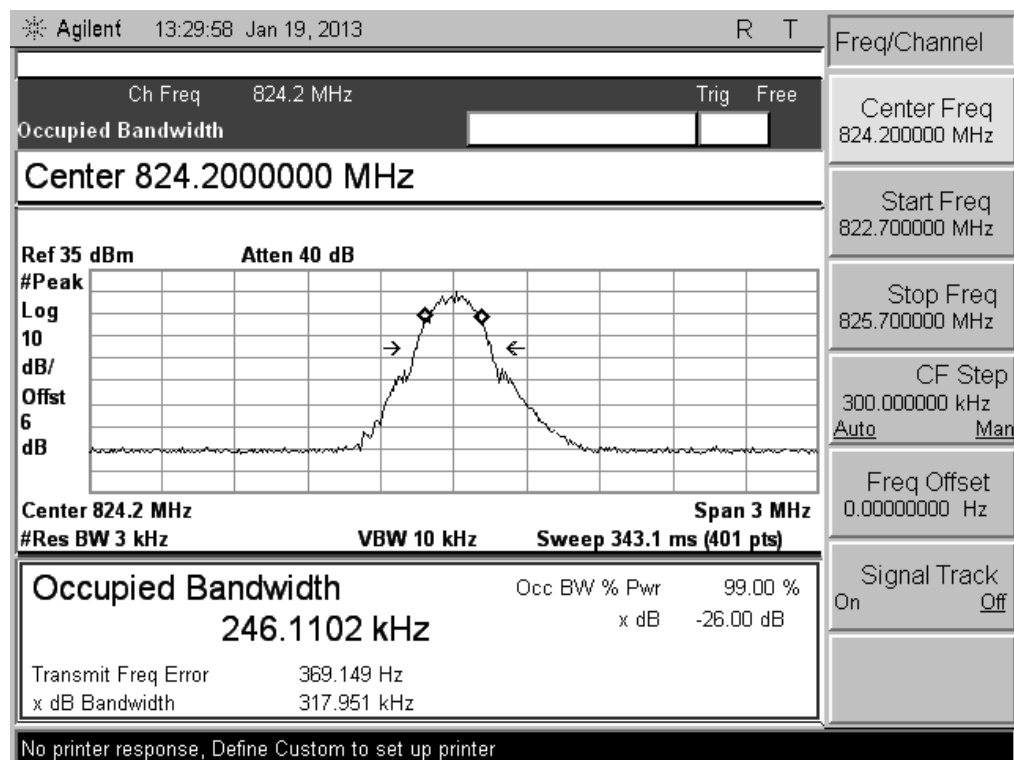 Agilent 13:29:58 Jan 19, 2013 R T
Freq/Channel
Ch Freq 824.2 MHz Trig Free
Occupied Bandwidth
Center 824.2000000 MHz
Ref 35 dBm Atten 40 dB
#Peak
Log
10
dB/
Offst
6
dB
Center 824.2 MHz Span 3 MHz
#Res BW 3 kHz VBW 10 kHz Sweep 343.1 ms (401 pts)
Occupied Bandwidth Occ BW % Pwr 99.00 %
246.1102 kHz x dB -26.00 dB
Transmit Freq Error 369.149 Hz
x dB Bandwidth 317.951 kHz
Center Freq
824.200000 MHz
Start Freq
822.700000 MHz
Stop Freq
825.700000 MHz
CF Step
300.000000 kHz
Auto Man
Freq Offset
0.00000000 Hz
Signal Track
On Off
No printer response, Define Custom to set up printer